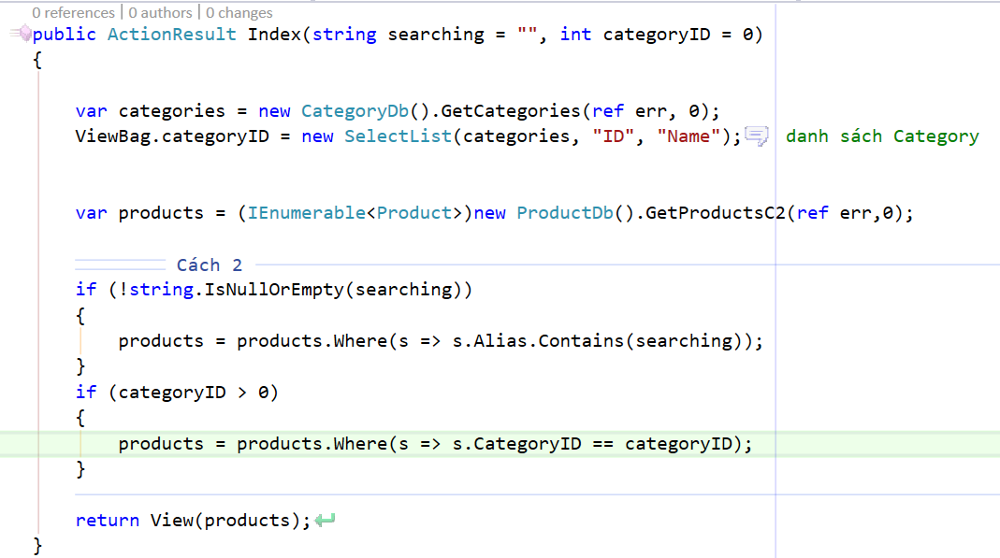 0 references | 0 authors | 0 changes
public ActionResult Index(string searching = "", int categoryID = 0)
{
var categories = new CategoryDb().GetCategories(ref err, 0);
ViewBag.categoryID = new SelectList(categories, "ID", "Name"); danh sách Category
var products = (IEnumerable<Product>)new ProductDb().GetProductsC2(ref err,0);
Cách 2
if (!string.IsNullOrEmpty(searching))
{
products = products.Where(s => s.Alias.Contains(searching));
}
if (categoryID > 0)
{
products = products.Where(s => s.CategoryID == categoryID);
}
return View(products);
}